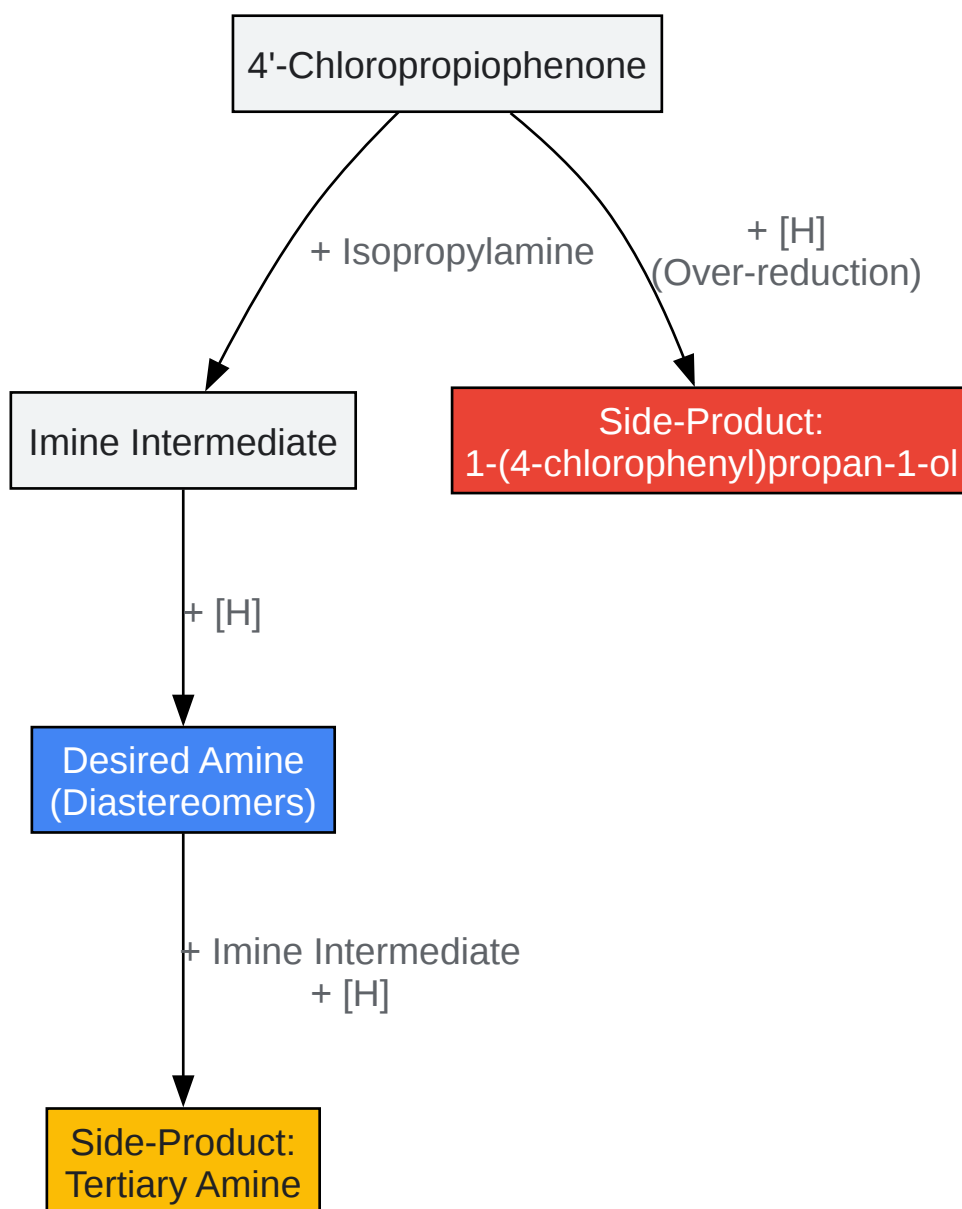 4'-Chloropropiophenone
+ Isopropylamine
+ [H]
(Over-reduction)
Imine Intermediate
Side-Product:
1-(4-chlorophenyl)propan-1-ol
+ [H]
Desired Amine
(Diastereomers)
+ Imine Intermediate
+ [H]
Side-Product:
Tertiary Amine